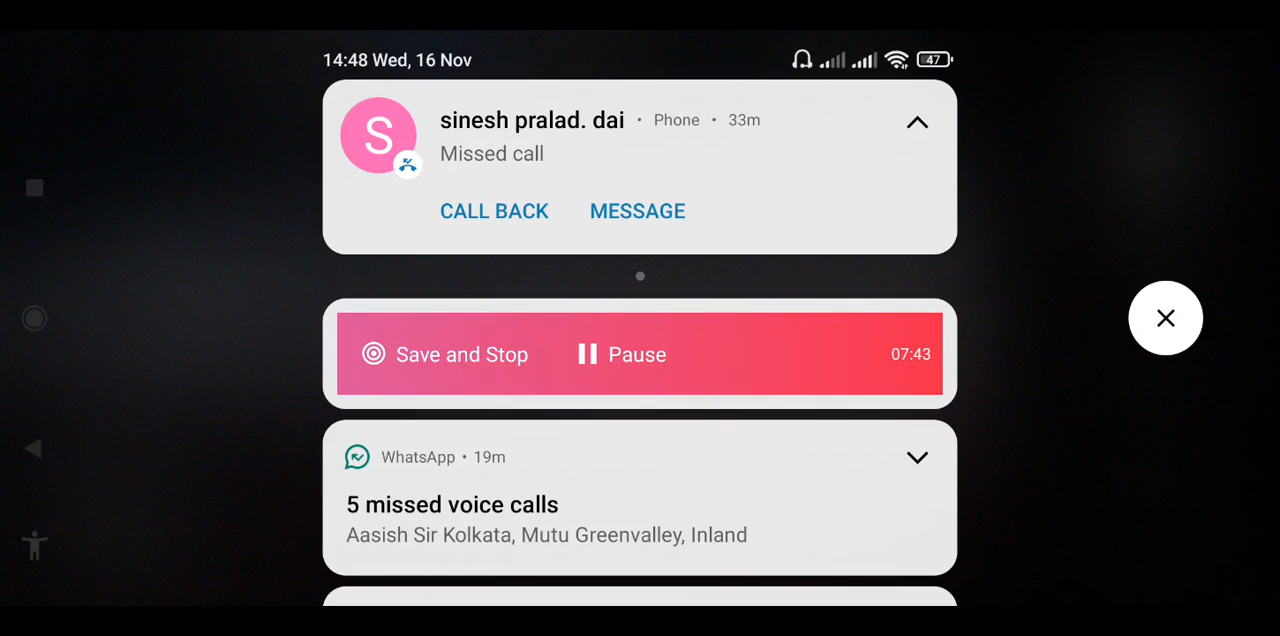 14:48 Wed, 16 Nov
47
S
sinesh pralad. dai • Phone • 33m
Missed call
CALL BACK MESSAGE
Save and Stop Pause 07:43
WhatsApp • 19m
5 missed voice calls
Aasish Sir Kolkata, Mutu Greenvalley, Inland